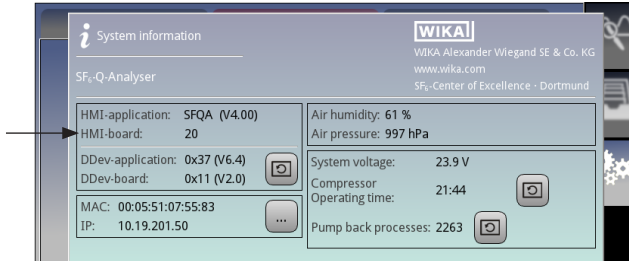 i System information
WIKAI
WIKA Alexander Wiegand SE & Co. KG
www.wika.com
SF₆-Q-Analyser
SF₆-Center of Excellence · Dortmund
HMI-application: SFQA (V4.00)
HMI-board: 20
DDev-application: 0x37 (V6.4)
DDev-board: 0x11 (V2.0)
MAC: 00:05:51:07:55:83
IP: 10.19.201.50
...
Air humidity: 61 %
Air pressure: 997 hPa
System voltage: 23.9 V
Compressor
Operating time: 21:44
Pump back processes: 2263